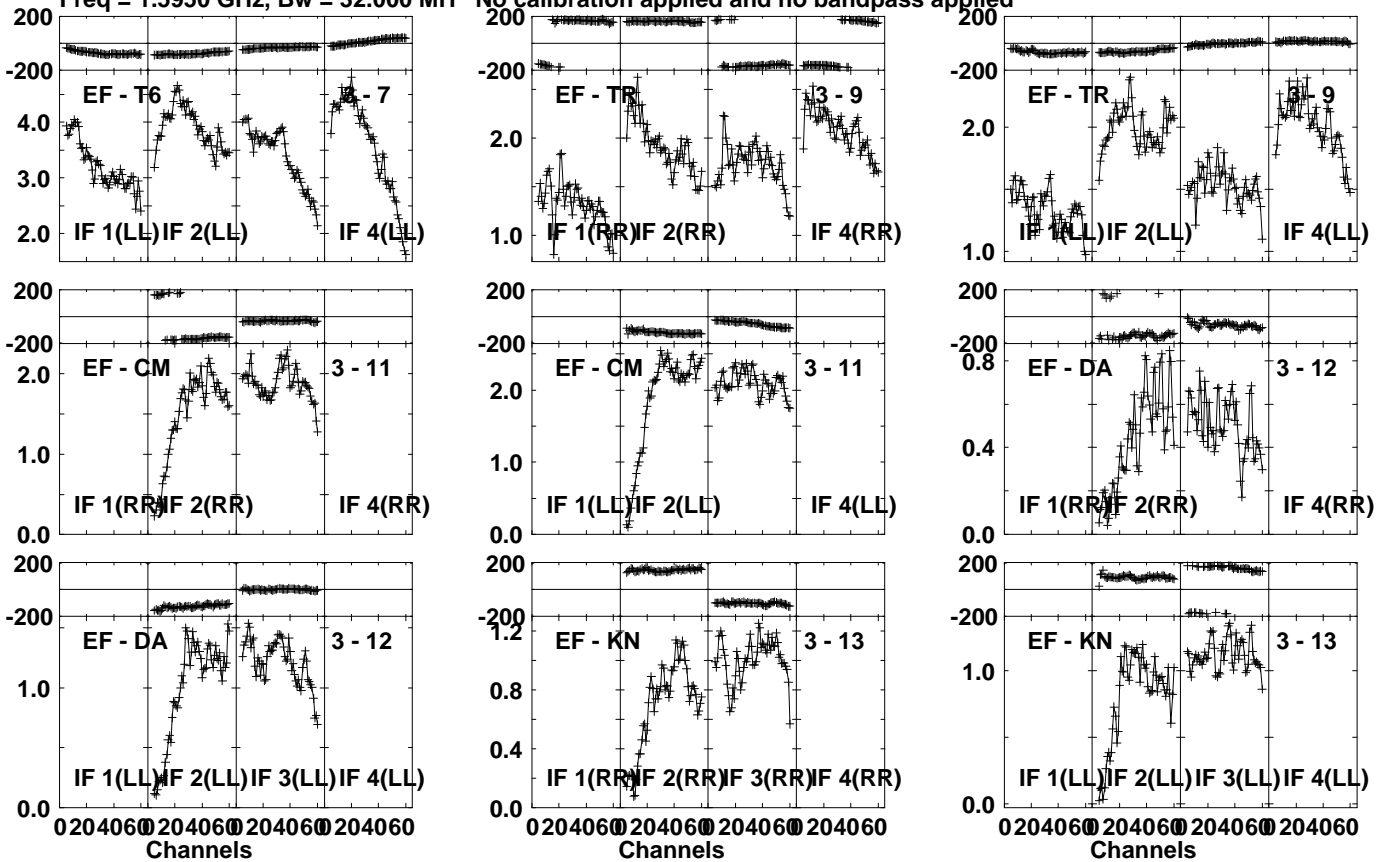 Freq = 1.5950 GHz, Bw = 32.000 MH No calibration applied and no bandpass applied
200 200 200
-200 -200 -200
EF - T6 3 - 7 EF - TR 3 - 9 EF - TR 3 - 9
4.0 2.0 2.0
3.0
2.0 1.0 1.0
IF 1(LL) IF 2(LL) IF 4(LL) IF 1(RR) IF 2(RR) IF 4(RR) IF 1(LL) IF 2(LL) IF 4(LL)
200 200 200
-200 -200 -200
EF - CM 3 - 11 EF - CM 3 - 11 EF - DA 3 - 12
2.0 2.0 0.8
1.0 1.0 0.4
IF 1(RR) IF 2(RR) IF 4(RR) IF 1(LL) IF 2(LL) IF 4(LL) IF 1(RR) IF 2(RR) IF 4(RR)
0.0 0.0 0.0
200 200 200
-200 -200 -200
EF - DA 3 - 12 EF - KN 3 - 13 EF - KN 3 - 13
1.2
1.0 0.8 1.0
0.4
IF 1(LL) IF 2(LL) IF 3(LL) IF 4(LL) IF 1(RR) IF 2(RR) IF 3(RR) IF 4(RR) IF 1(LL) IF 2(LL) IF 3(LL) IF 4(LL)
0.0 0.0
0 20 40 60 0 20 40 60 0 20 40 60 0 20 40 60 0 20 40 60 0 20 40 60 0 20 40 60 0 20 40 60 0 20 40 60 0 20 40 60 0 20 40 60 0 20 40 60
Channels Channels Channels